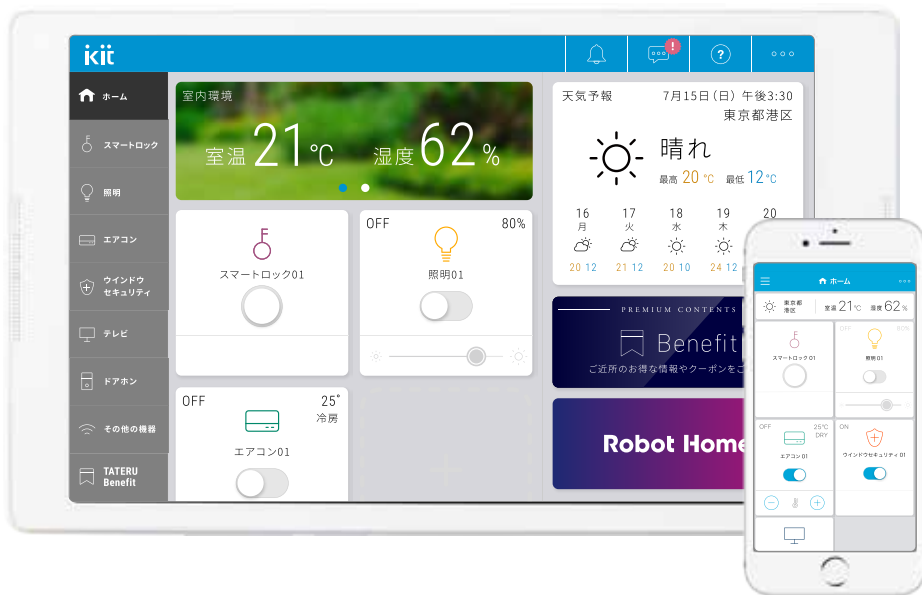 ikit
!
?
ホーム
スマートロック
照明
エアコン
ウインドウ
セキュリティ
テレビ
ドアホン
その他の機器
TATERU
Benefit
室内環境
室温 21℃ 湿度 62%
スマートロック01
OFF 80%
照明01
OFF 25°
冷房
エアコン01
天気予報 7月15日(日) 午後3:30
東京都港区
晴れ
最高 20 ℃ 最低 12 ℃
16 17 18 19 20
月 火 水 木
20 12 21 12 20 10 24 12
PREMIUM CONTENTS
Benefit
ご近所のお得な情報やクーポンをご
Robot Home
ホーム
東京都
港区
室温 21℃ 湿度 62%
スマートロック01
OFF 80%
照明 01
OFF 25℃
DRY
エアコン 01
ON
ウインドウセキュリティ 01